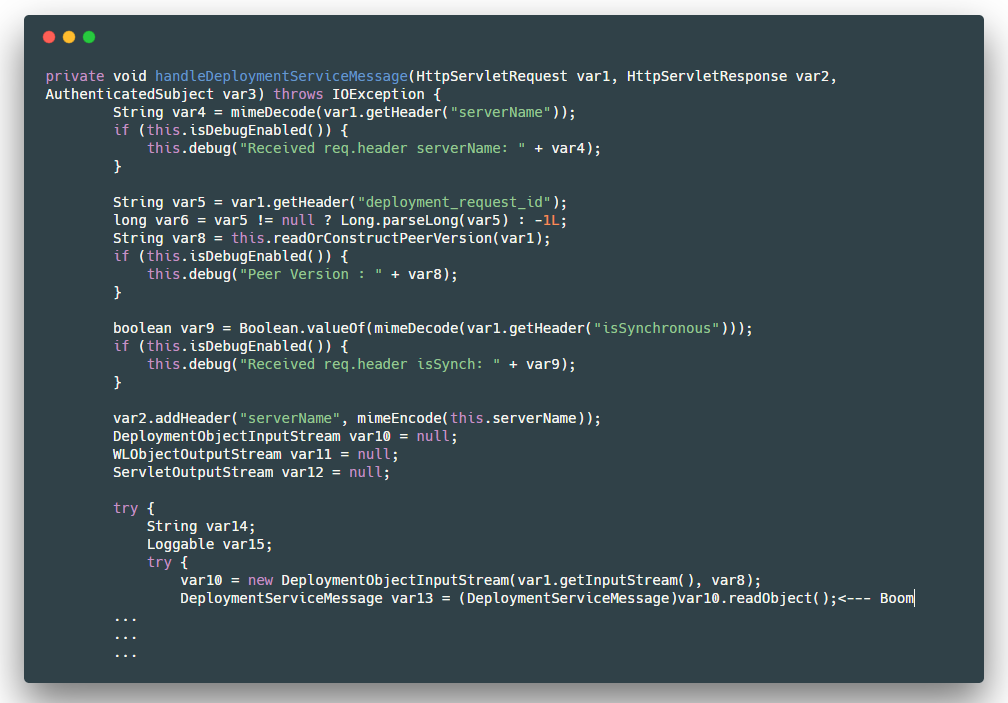 private void handleDeploymentServiceMessage(HttpServletRequest var1, HttpServletResponse var2,
AuthenticatedSubject var3) throws IOException {
        String var4 = mimeDecode(var1.getHeader("serverName"));
        if (this.isDebugEnabled()) {
            this.debug("Received req.header serverName: " + var4);
        }

        String var5 = var1.getHeader("deployment_request_id");
        long var6 = var5 != null ? Long.parseLong(var5) : -1L;
        String var8 = this.readOrConstructPeerVersion(var1);
        if (this.isDebugEnabled()) {
            this.debug("Peer Version : " + var8);
        }

        boolean var9 = Boolean.valueOf(mimeDecode(var1.getHeader("isSynchronous")));
        if (this.isDebugEnabled()) {
            this.debug("Received req.header isSynch: " + var9);
        }

        var2.addHeader("serverName", mimeEncode(this.serverName));
        DeploymentObjectInputStream var10 = null;
        WLObjectOutputStream var11 = null;
        ServletOutputStream var12 = null;

        try {
            String var14;
            Loggable var15;
            try {
                var10 = new DeploymentObjectInputStream(var1.getInputStream(), var8);
                DeploymentServiceMessage var13 = (DeploymentServiceMessage)var10.readObject();<--- Boom
        ...
        ...
        ...